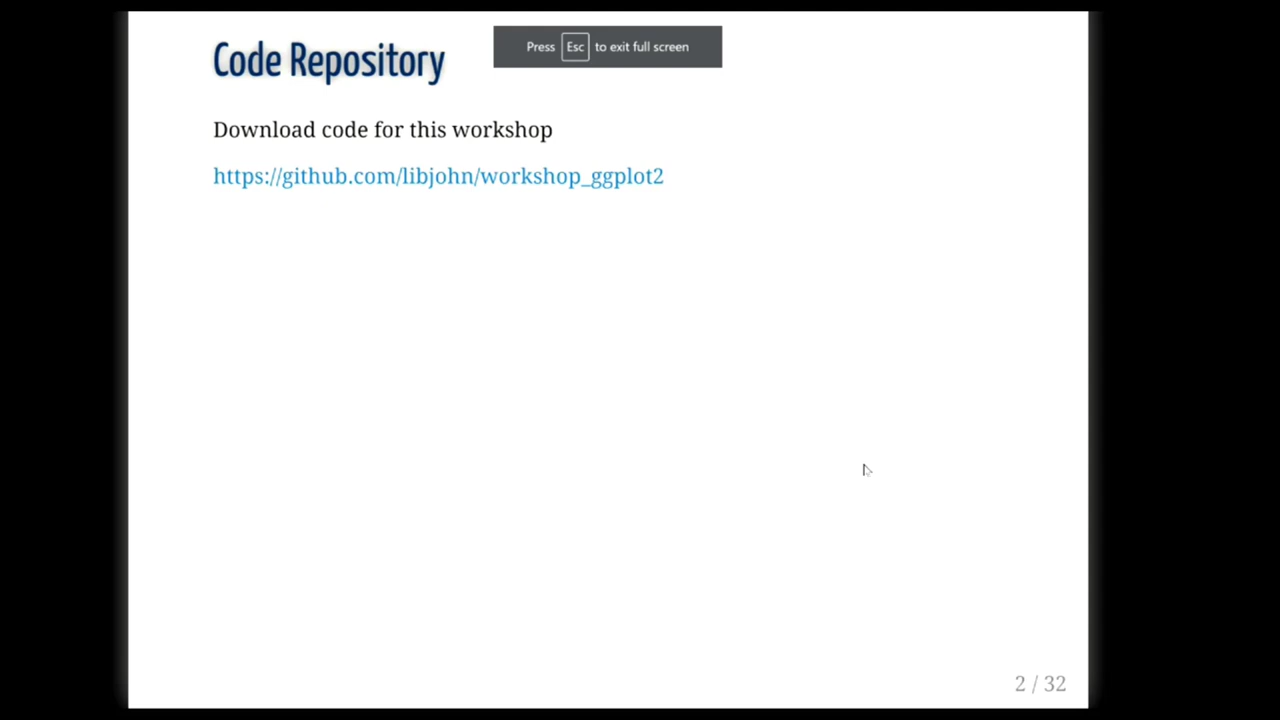 Code Repository
Press Esc to exit full screen
Download code for this workshop
https://github.com/libjohn/workshop_ggplot2
2 / 32